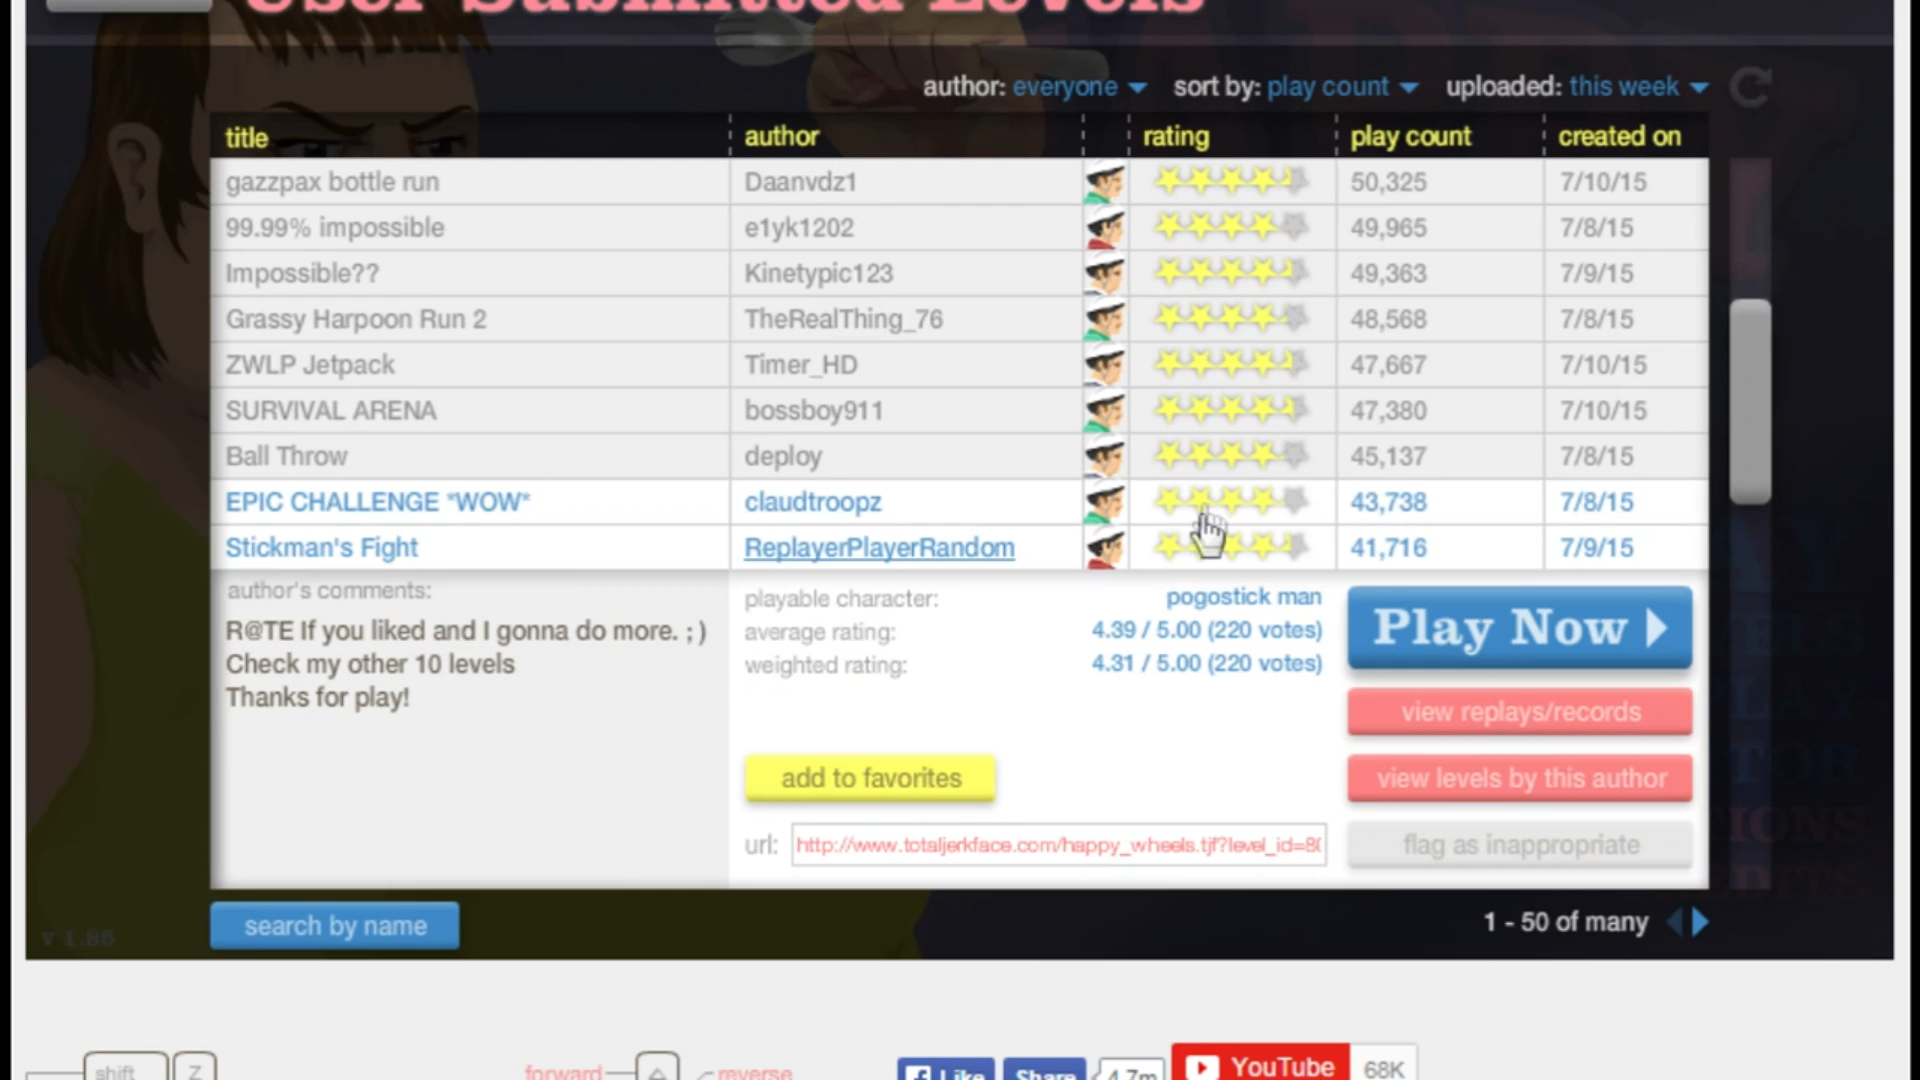 User Submitted Levels
author: everyone sort by: play count uploaded: this week
title author rating play count created on
gazzpax bottle run Daanvdz1 50,325 7/10/15
99.99% impossible e1yk1202 49,965 7/8/15
Impossible?? Kinetypic123 49,363 7/9/15
Grassy Harpoon Run 2 TheRealThing_76 48,568 7/8/15
ZWLP Jetpack Timer_HD 47,667 7/10/15
SURVIVAL ARENA bossboy911 47,380 7/10/15
Ball Throw deploy 45,137 7/8/15
EPIC CHALLENGE *WOW* claudtroopz 43,738 7/8/15
Stickman's Fight ReplayerPlayerRandom 41,716 7/9/15
author's comments:
R@TE If you liked and I gonna do more. ; )
Check my other 10 levels
Thanks for play!
playable character: pogostick man
average rating: 4.39 / 5.00 (220 votes)
weighted rating: 4.31 / 5.00 (220 votes)
add to favorites
url: http://www.totaljerkface.com/happy_wheels.tjf?level_id=8
Play Now
view replays/records
view levels by this author
flag as inappropriate
v 1.85
search by name
1 - 50 of many
shift Z
forward reverse
Like Share 4.7m YouTube 68K